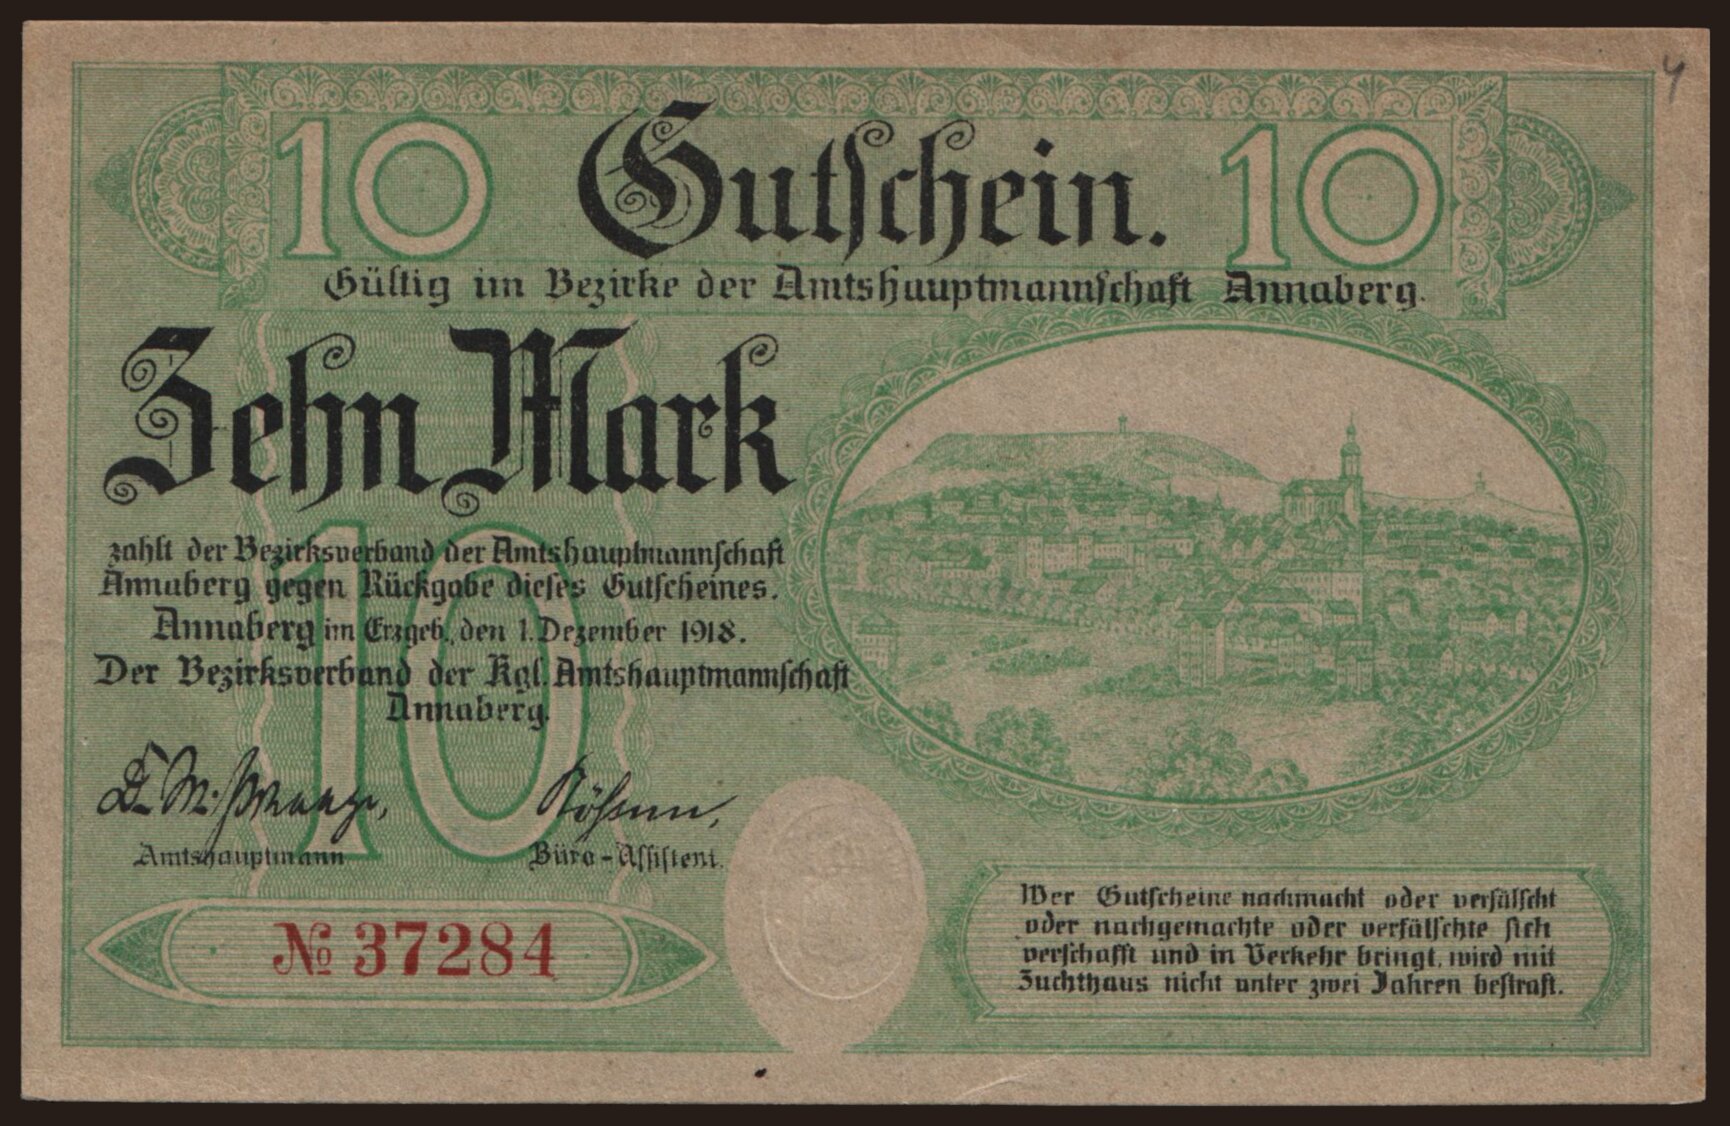 4
10 Gutschein. 10
Gültig im Bezirke der Amtshauptmannschaft Annaberg.
Zehn Mark
10
zahlt der Bezirksverband der Amtshauptmannschaft
Annaberg gegen Rückgabe dieses Gutscheines.
Annaberg im Erzgeb., den 1. Dezember 1918.
Der Bezirksverband der Kgl. Amtshauptmannschaft
Annaberg.
Amtshauptmann Büro-Assistent.
№ 37284
Wer Gutscheine nachmacht oder verfälscht
oder nachgemachte oder verfälschte sich
verschafft und in Verkehr bringt, wird mit
Zuchthaus nicht unter zwei Jahren bestraft.